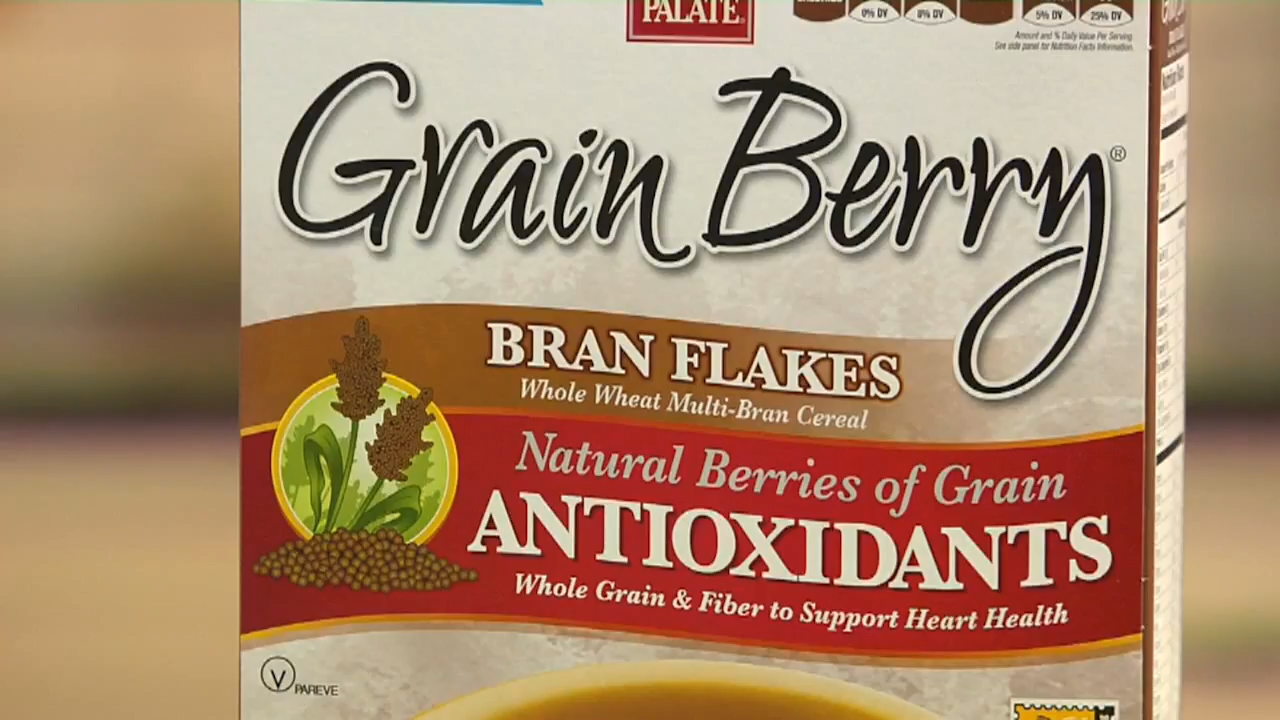 PALATE
0% DV
0% DV
5% DV
25% DV
Amount and % Daily Value Per Serving
See side panel for Nutrition Facts Information.
Grain Berry®
BRAN FLAKES
Whole Wheat Multi-Bran Cereal
Natural Berries of Grain
ANTIOXIDANTS
Whole Grain & Fiber to Support Heart Health
V PAREVE